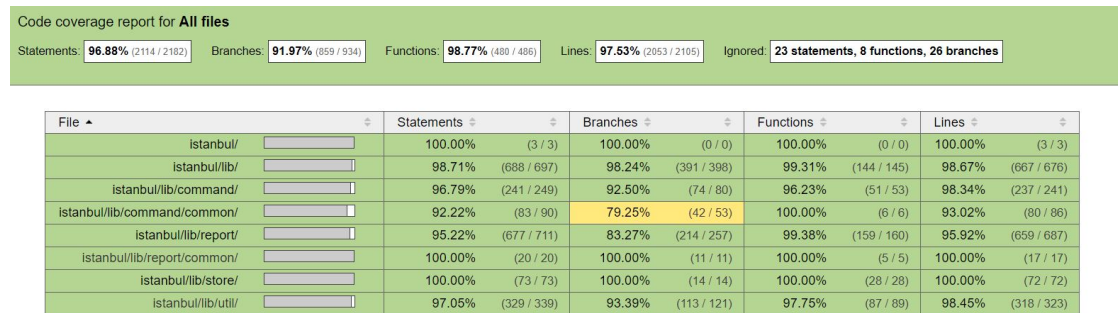 Code coverage report for All files
Statements: 96.88% (2114 / 2182) Branches: 91.97% (859 / 934) Functions: 98.77% (480 / 486) Lines: 97.53% (2053 / 2105) Ignored: 23 statements, 8 functions, 26 branches
File Statements Branches Functions Lines
istanbul/ 100.00% (3 / 3) 100.00% (0 / 0) 100.00% (0 / 0) 100.00% (3 / 3)
istanbul/lib/ 98.71% (688 / 697) 98.24% (391 / 398) 99.31% (144 / 145) 98.67% (667 / 676)
istanbul/lib/command/ 96.79% (241 / 249) 92.50% (74 / 80) 96.23% (51 / 53) 98.34% (237 / 241)
istanbul/lib/command/common/ 92.22% (83 / 90) 79.25% (42 / 53) 100.00% (6 / 6) 93.02% (80 / 86)
istanbul/lib/report/ 95.22% (677 / 711) 83.27% (214 / 257) 99.38% (159 / 160) 95.92% (659 / 687)
istanbul/lib/report/common/ 100.00% (20 / 20) 100.00% (11 / 11) 100.00% (5 / 5) 100.00% (17 / 17)
istanbul/lib/store/ 100.00% (73 / 73) 100.00% (14 / 14) 100.00% (28 / 28) 100.00% (72 / 72)
istanbul/lib/util/ 97.05% (329 / 339) 93.39% (113 / 121) 97.75% (87 / 89) 98.45% (318 / 323)